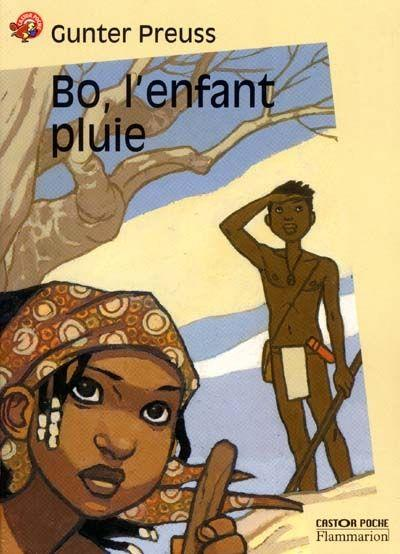 Gunter Preuss
Bo, l'enfant
pluie
CASTOR POCHE
Flammarion